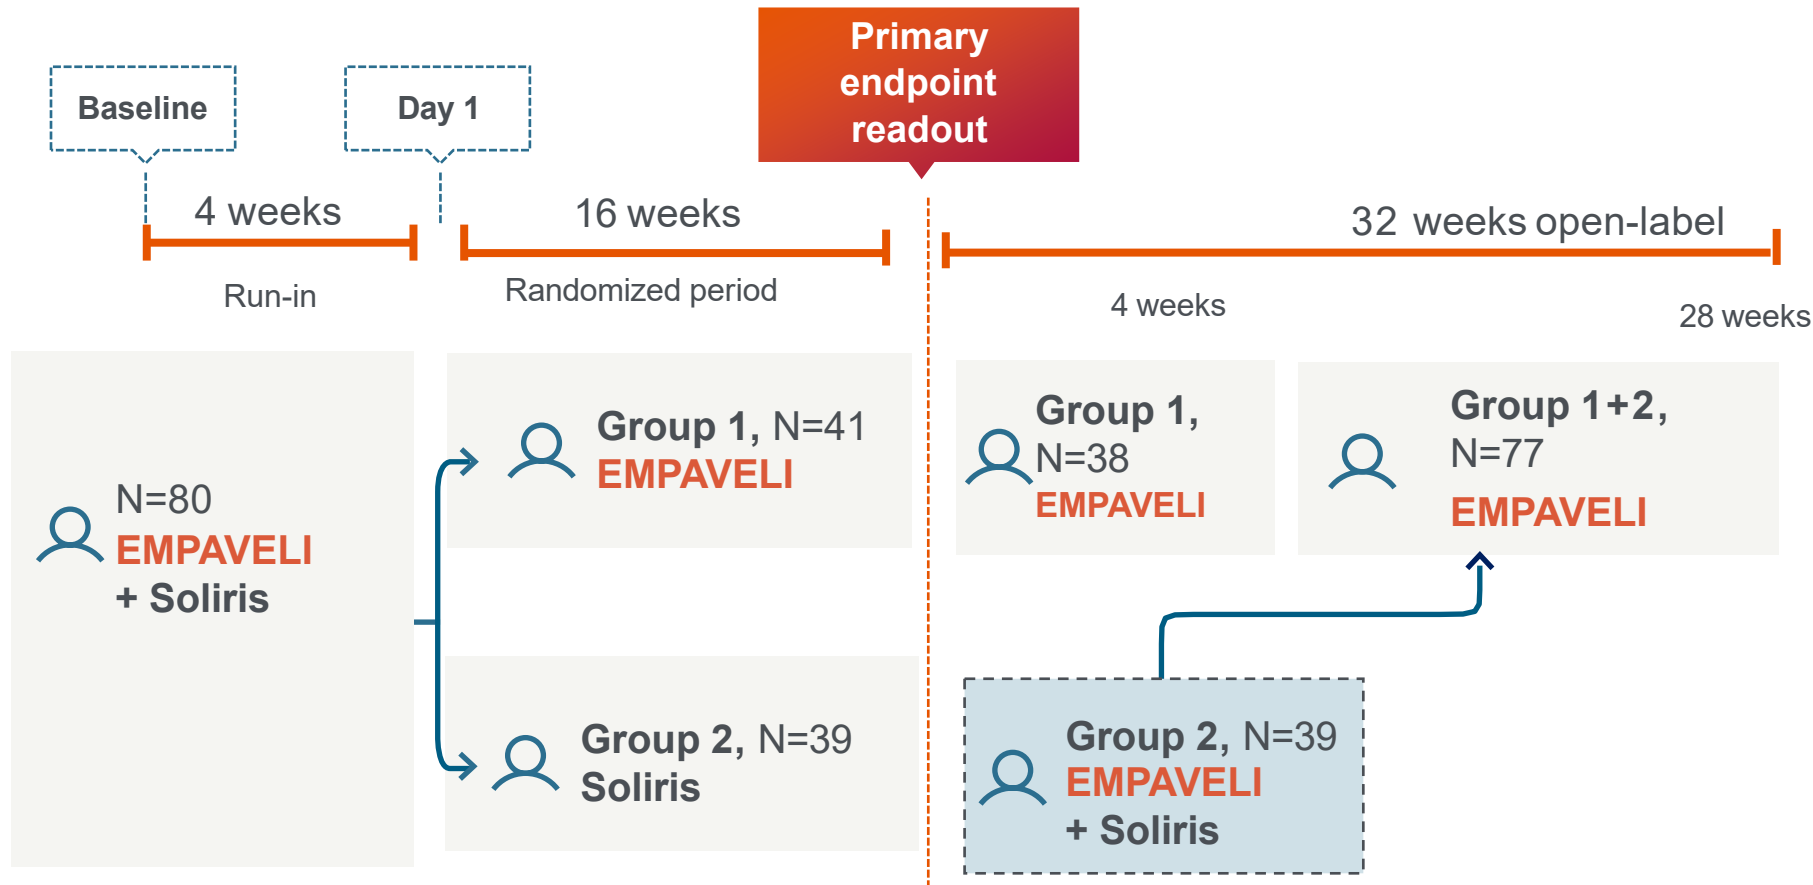 Primary
endpoint
readout
Baseline
Day 1
4 weeks
16 weeks
32 weeks open-label
Run-in
Randomized period
4 weeks
28 weeks
N=80
EMPAVELI
+ Soliris
Group 1, N=41
EMPAVELI
Group 2, N=39
Soliris
Group 1,
N=38
EMPAVELI
Group 1+2,
N=77
EMPAVELI
Group 2, N=39
EMPAVELI
+ Soliris